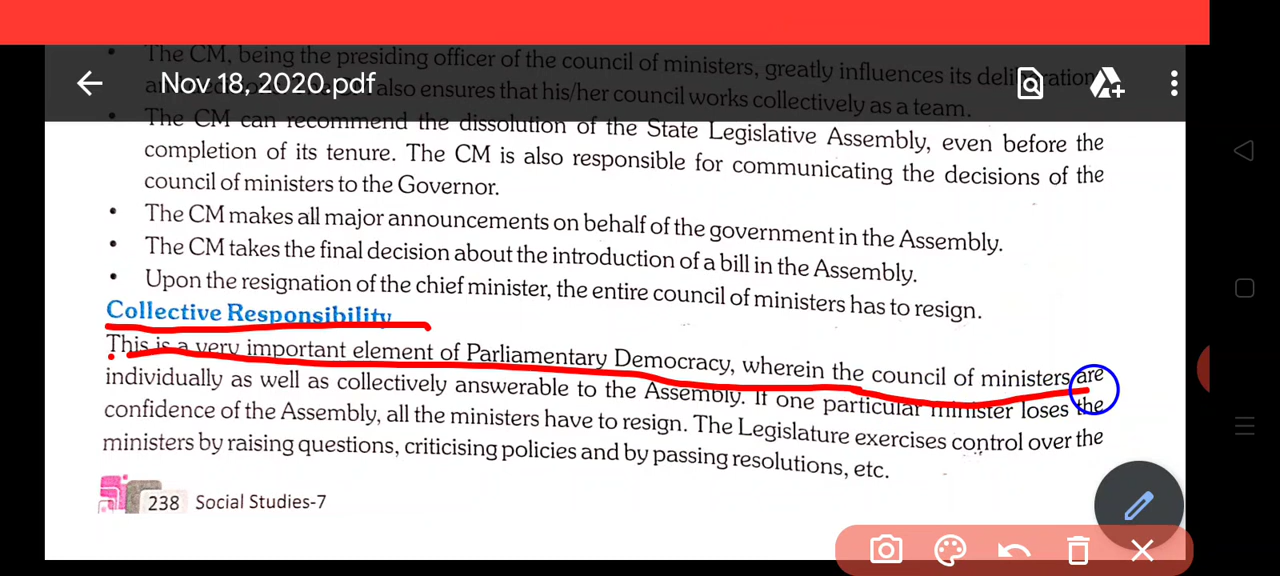 The CM, being the presiding officer of the council of ministers, greatly influences its
Nov 18, 2020.pdf
also ensures that his/her council works collectively as a team.
• The CM can recommend the dissolution of the State Legislative Assembly, even before the
completion of its tenure. The CM is also responsible for communicating the decisions of the
council of ministers to the Governor.
• The CM makes all major announcements on behalf of the government in the Assembly.
• The CM takes the final decision about the introduction of a bill in the Assembly.
• Upon the resignation of the chief minister, the entire council of ministers has to resign.
Collective Responsibility
This is a very important element of Parliamentary Democracy, wherein the council of ministers are
individually as well as collectively answerable to the Assembly. If one particular minister loses the
confidence of the Assembly, all the ministers have to resign. The Legislature exercises control over the
ministers by raising questions, criticising policies and by passing resolutions, etc.
238 Social Studies-7